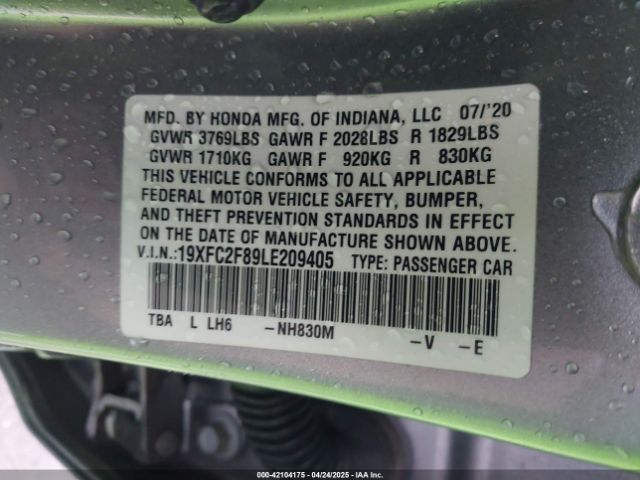 MFD. BY HONDA MFG. OF INDIANA, LLC 07/'20
GVWR 3769LBS GAWR F 2028LBS R 1829LBS
GVWR 1710KG GAWR F 920KG R 830KG
THIS VEHICLE CONFORMS TO ALL APPLICABLE
FEDERAL MOTOR VEHICLE SAFETY, BUMPER,
AND THEFT PREVENTION STANDARDS IN EFFECT
ON THE DATE OF MANUFACTURE SHOWN ABOVE.
V.I.N.:19XFC2F89LE209405 TYPE: PASSENGER CAR
TBA L LH6 -NH830M -V -E
000-42104175 - 04/24/2025 - IAAI Inc.